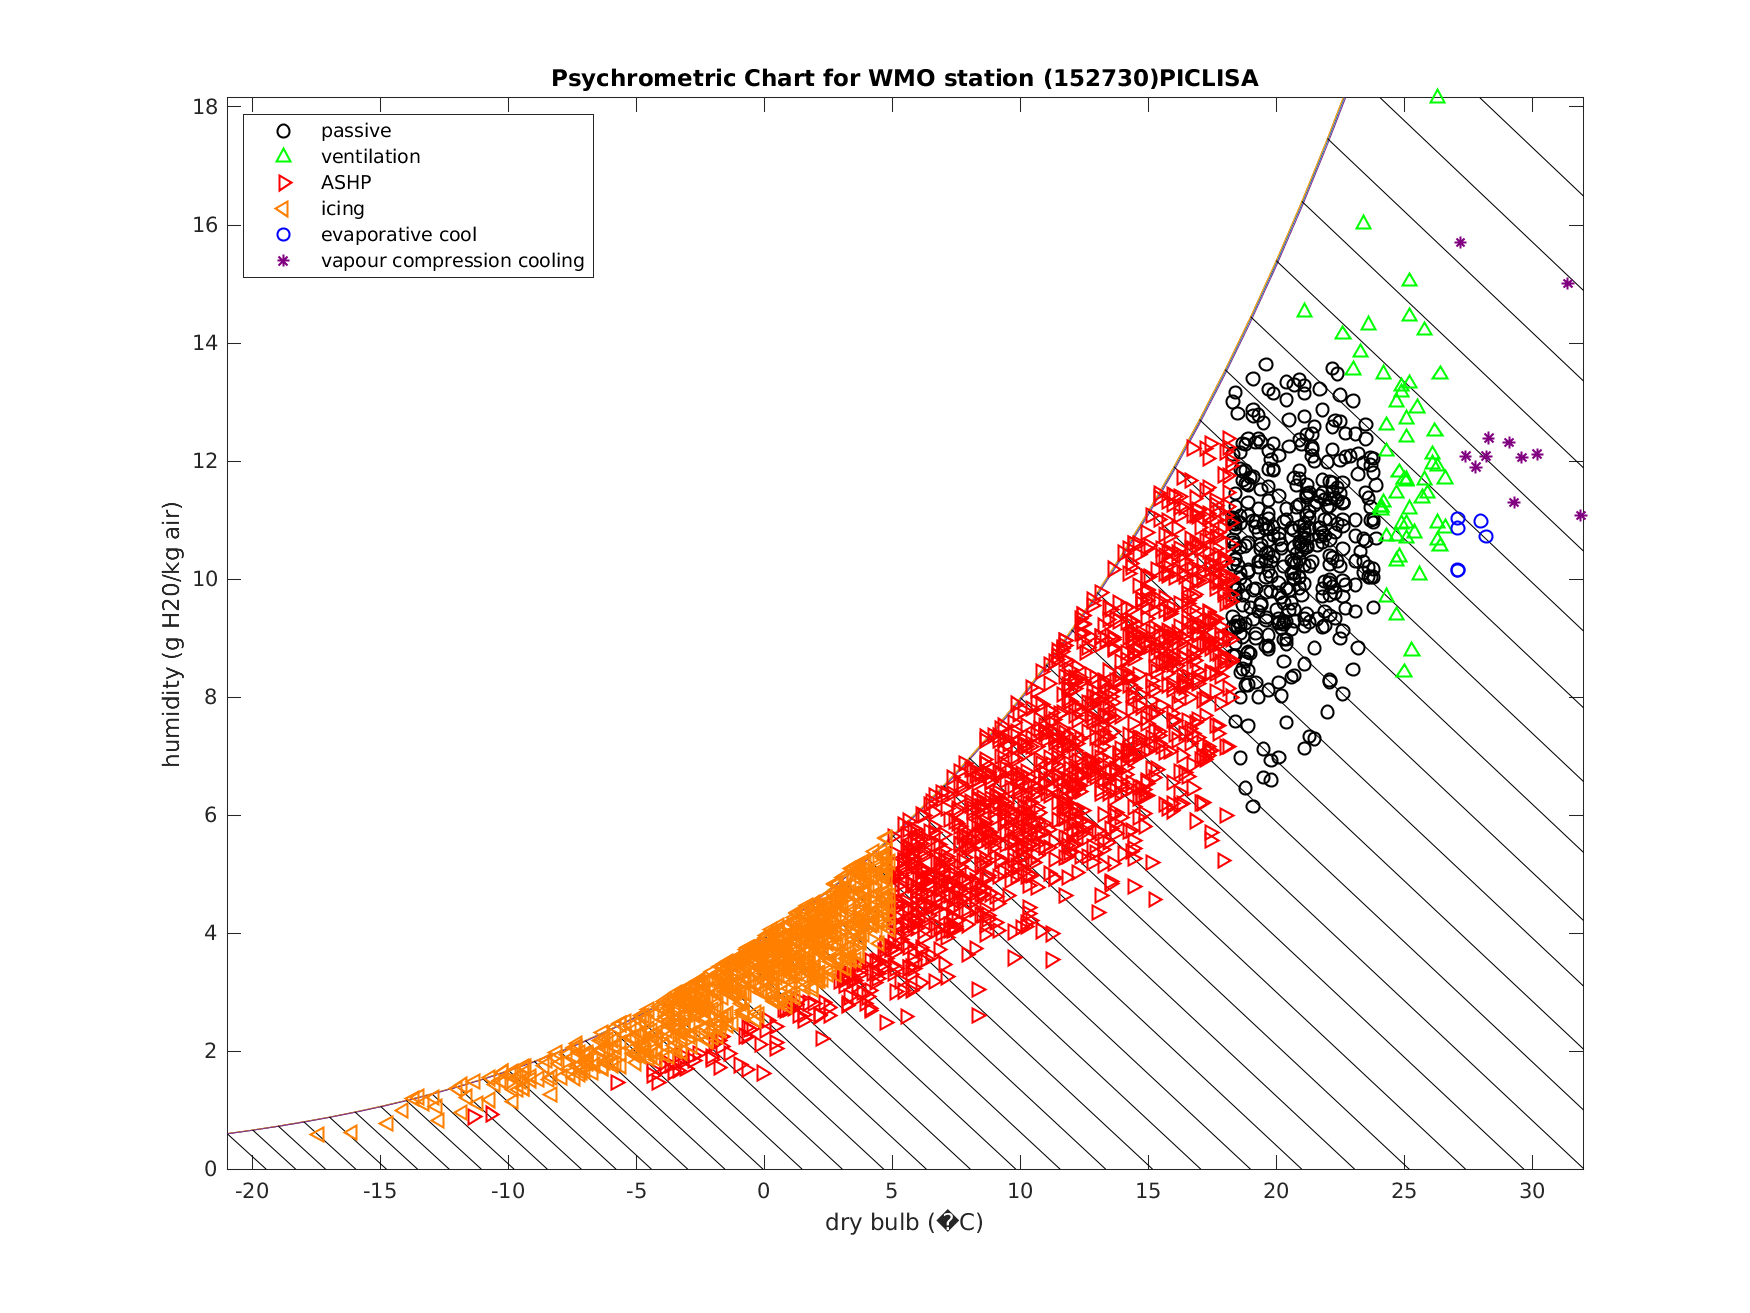 Psychrometric Chart for WMO station (152730)PICLISA
18
16
14
12
10
8
6
4
2
0
humidity (g H20/kg air)
passive
ventilation
ASHP
icing
evaporative cool
vapour compression cooling
-20 -15 -10 -5 0 5 10 15 20 25 30
dry bulb (�C)